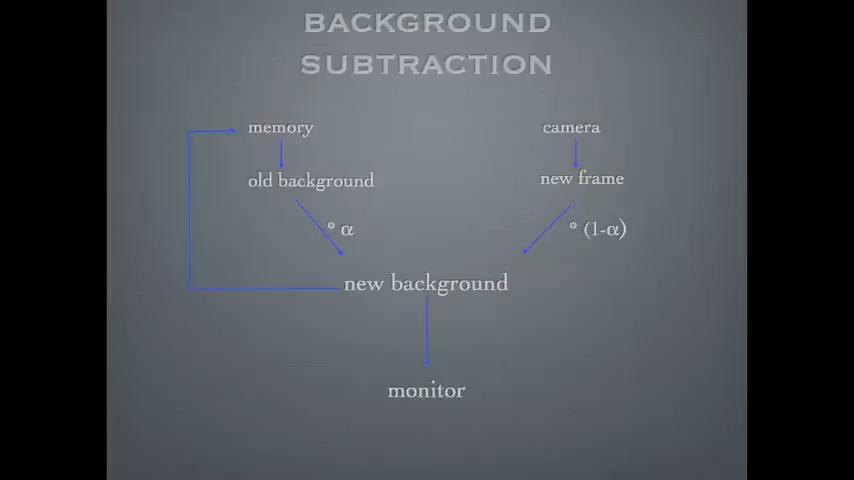 BACKGROUND
SUBTRACTION
memory
camera
old background
new frame
* α
* (1-α)
new background
monitor